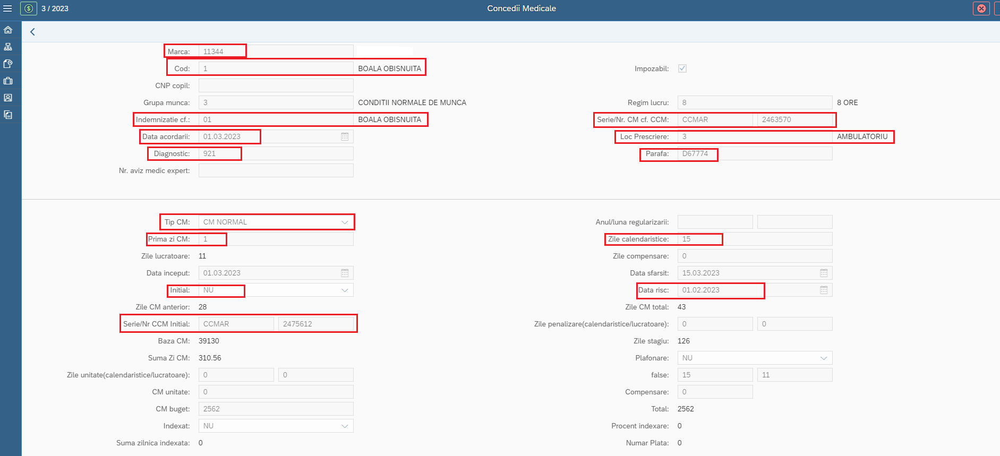 3 / 2023 Concedii Medicale
Marca: 11344
Cod: 1 BOALA OBISNUITA Impozabil:
CNP copil:
Grupa munca: 3 CONDITII NORMALE DE MUNCA Regim lucru: 8 8 ORE
Indemnizatie cf.: 01 BOALA OBISNUITA Serie/Nr. CM cf. CCM: CCMAR 2463570
Data acordarii: 01.03.2023 Loc Prescriere: 3 AMBULATORIU
Diagnostic: 921 Parafa: D67774
Nr. aviz medic expert:
Tip CM: CM NORMAL Anul/luna regularizarii:
Prima zi CM: 1 Zile calendaristice: 15
Zile lucratoare: 11 Zile compensare: 0
Data inceput: 01.03.2023 Data sfarsit: 15.03.2023
Initial: NU Data risc: 01.02.2023
Zile CM anterior: 28 Zile CM total: 43
Serie/Nr CCM Initial: CCMAR 2475612 Zile penalizare(calendaristice/lucratoare): 0 0
Baza CM: 39130 Zile stagiu: 126
Suma Zi CM: 310.56 Plafonare: NU
Zile unitate(calendaristice/lucratoare): 0 0 false: 15 11
CM unitate: 0 Compensare: 0
CM buget: 2562 Total: 2562
Indexat: NU Procent indexare: 0
Suma zilnica indexata: 0 Numar Plata: 0